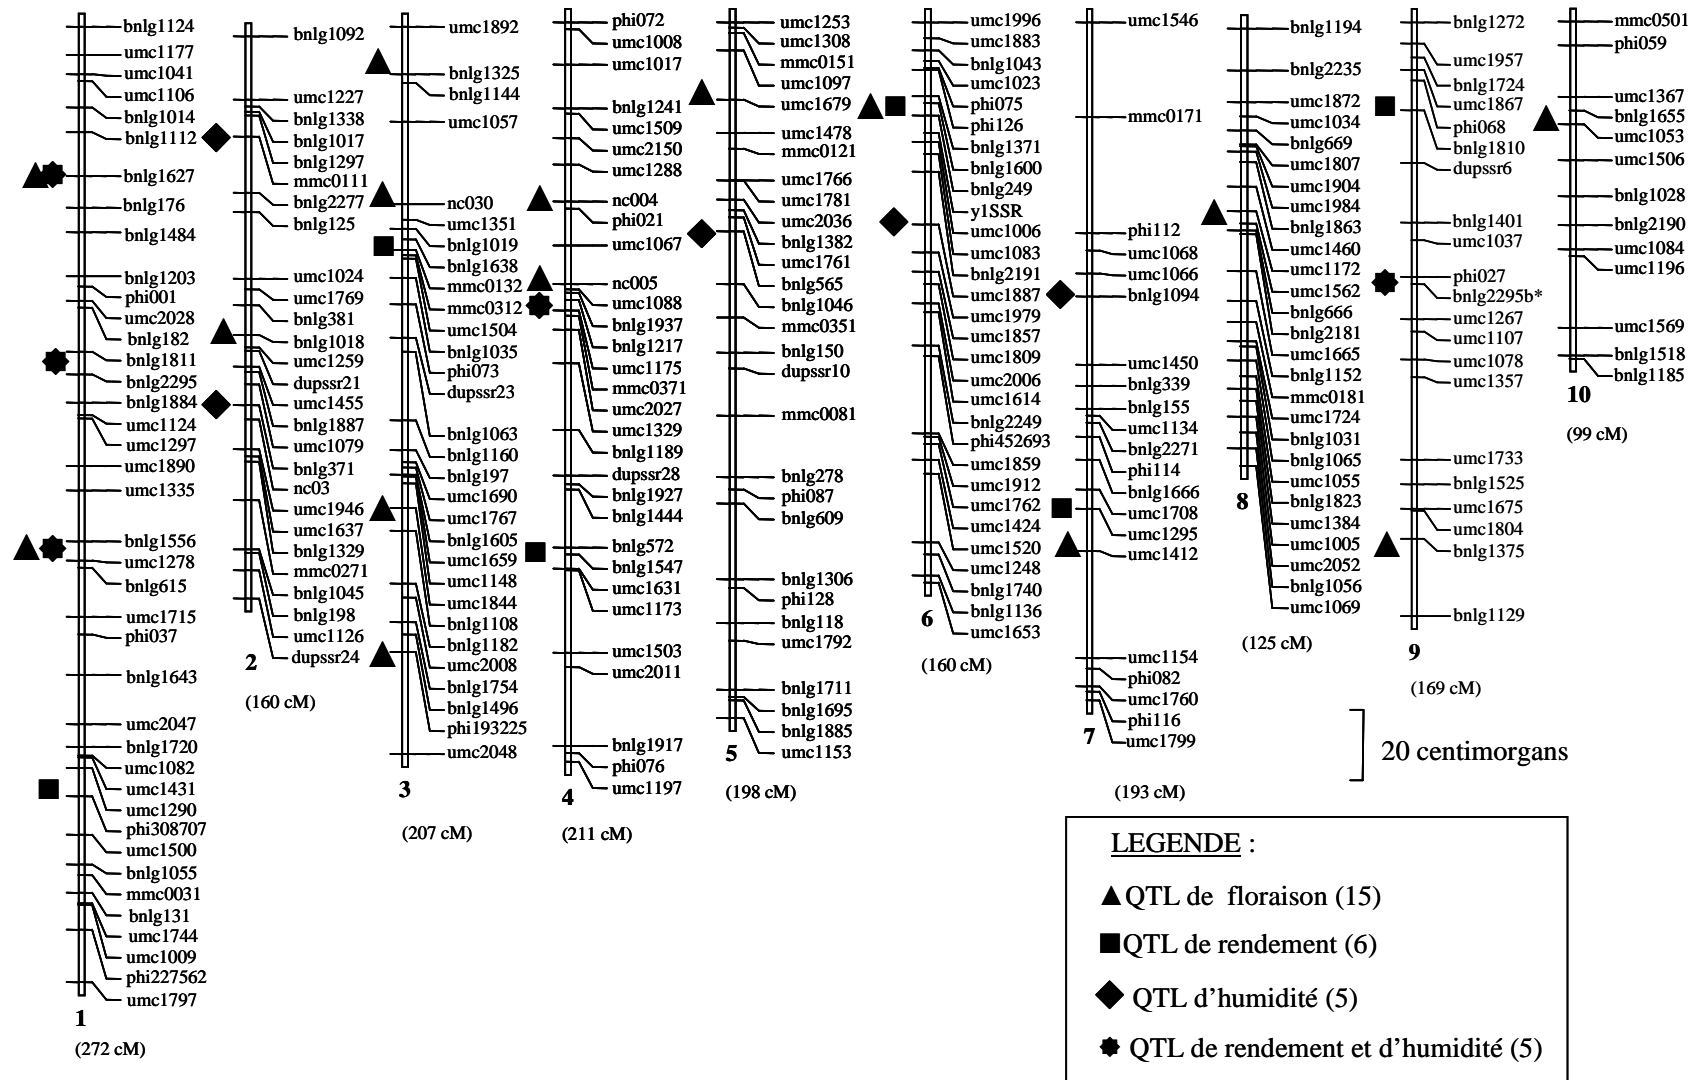 bnlg1124
umc1177
umc1041
umc1106
bnlg1014
bnlg1112
bnlg1627
bnlg176
bnlg1484
bnlg1203
phi001
umc2028
bnlg182
bnlg1811
bnlg2295
bnlg1884
umc1124
umc1297
umc1890
umc1335
bnlg1556
umc1278
bnlg615
umc1715
phi037
bnlg1643
umc2047
bnlg1720
umc1082
umc1431
umc1290
phi308707
umc1500
bnlg1055
mmc0031
bnlg131
umc1744
umc1009
phi227562
umc1797
1
(272 cM)
bnlg1092
umc1227
bnlg1338
bnlg1017
bnlg1297
mmc0111
bnlg2277
bnlg125
umc1024
umc1769
bnlg381
bnlg1018
umc1259
dupssr21
umc1455
bnlg1887
umc1079
bnlg371
nc03
umc1946
umc1637
bnlg1329
mmc0271
bnlg1045
bnlg198
umc1126
dupssr24
2
(160 cM)
umc1892
bnlg1325
bnlg1144
umc1057
nc030
umc1351
bnlg1019
bnlg1638
mmc0132
mmc0312
umc1504
bnlg1035
phi073
dupssr23
bnlg1063
bnlg1160
bnlg197
umc1690
umc1767
bnlg1605
umc1659
umc1148
umc1844
bnlg1108
bnlg1182
umc2008
bnlg1754
bnlg1496
phi193225
umc2048
3
(207 cM)
phi072
umc1008
umc1017
bnlg1241
umc1509
umc2150
umc1288
nc004
phi021
umc1067
nc005
umc1088
bnlg1937
bnlg1217
umc1175
mmc0371
umc2027
umc1329
bnlg1189
dupssr28
bnlg1927
bnlg1444
bnlg572
bnlg1547
umc1631
umc1173
umc1503
umc2011
bnlg1917
phi076
umc1197
4
(211 cM)
umc1253
umc1308
mmc0151
umc1097
umc1679
umc1478
mmc0121
umc1766
umc1781
umc2036
bnlg1382
umc1761
bnlg565
bnlg1046
mmc0351
bnlg150
dupssr10
mmc0081
bnlg278
phi087
bnlg609
bnlg1306
phi128
bnlg118
umc1792
bnlg1711
bnlg1695
bnlg1885
umc1153
5
(198 cM)
umc1996
umc1883
bnlg1043
umc1023
phi075
phi126
bnlg1371
bnlg1600
bnlg249
y1SSR
umc1006
umc1083
bnlg2191
umc1887
umc1979
umc1857
umc1809
umc2006
umc1614
bnlg2249
phi452693
umc1859
umc1912
umc1762
umc1424
umc1520
umc1248
bnlg1740
bnlg1136
umc1653
6
(160 cM)
umc1546
mmc0171
phi112
umc1068
umc1066
bnlg1094
umc1450
bnlg339
bnlg155
umc1134
bnlg2271
phi114
bnlg1666
umc1708
umc1295
umc1412
umc1154
phi082
umc1760
phi116
umc1799
7
(193 cM)
bnlg1194
bnlg2235
umc1872
umc1034
bnlg669
umc1807
umc1904
umc1984
bnlg1863
umc1460
umc1172
umc1562
bnlg666
bnlg2181
umc1665
bnlg1152
mmc0181
umc1724
bnlg1031
bnlg1065
umc1055
bnlg1823
umc1384
umc1005
umc2052
bnlg1056
umc1069
8
(125 cM)
bnlg1272
umc1957
bnlg1724
umc1867
phi068
bnlg1810
dupssr6
bnlg1401
umc1037
phi027
bnlg2295b*
umc1267
umc1107
umc1078
umc1357
umc1733
bnlg1525
umc1675
umc1804
bnlg1375
bnlg1129
9
(169 cM)
mmc0501
phi059
umc1367
bnlg1655
umc1053
umc1506
bnlg1028
bnlg2190
umc1084
umc1196
umc1569
bnlg1518
bnlg1185
10
(99 cM)
20 centimorgans
LEGENDE :
QTL de floraison (15)
QTL de rendement (6)
QTL d'humidité (5)
QTL de rendement et d'humidité (5)